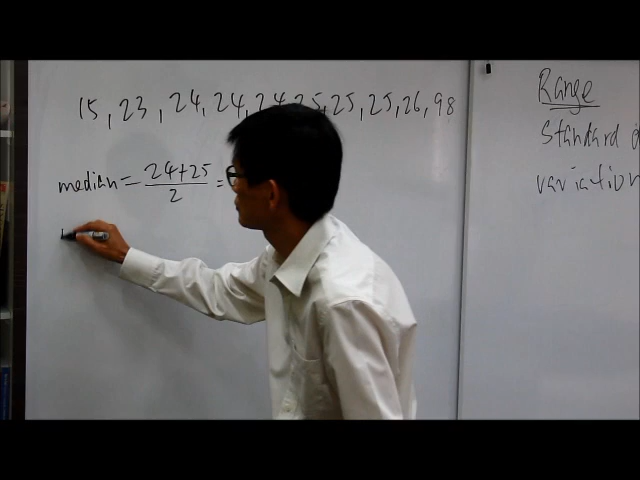 15, 23, 24, 24, 24, 25, 25, 25, 26, 98
median = 24+25 / 2 =
Range
Standard d
variation